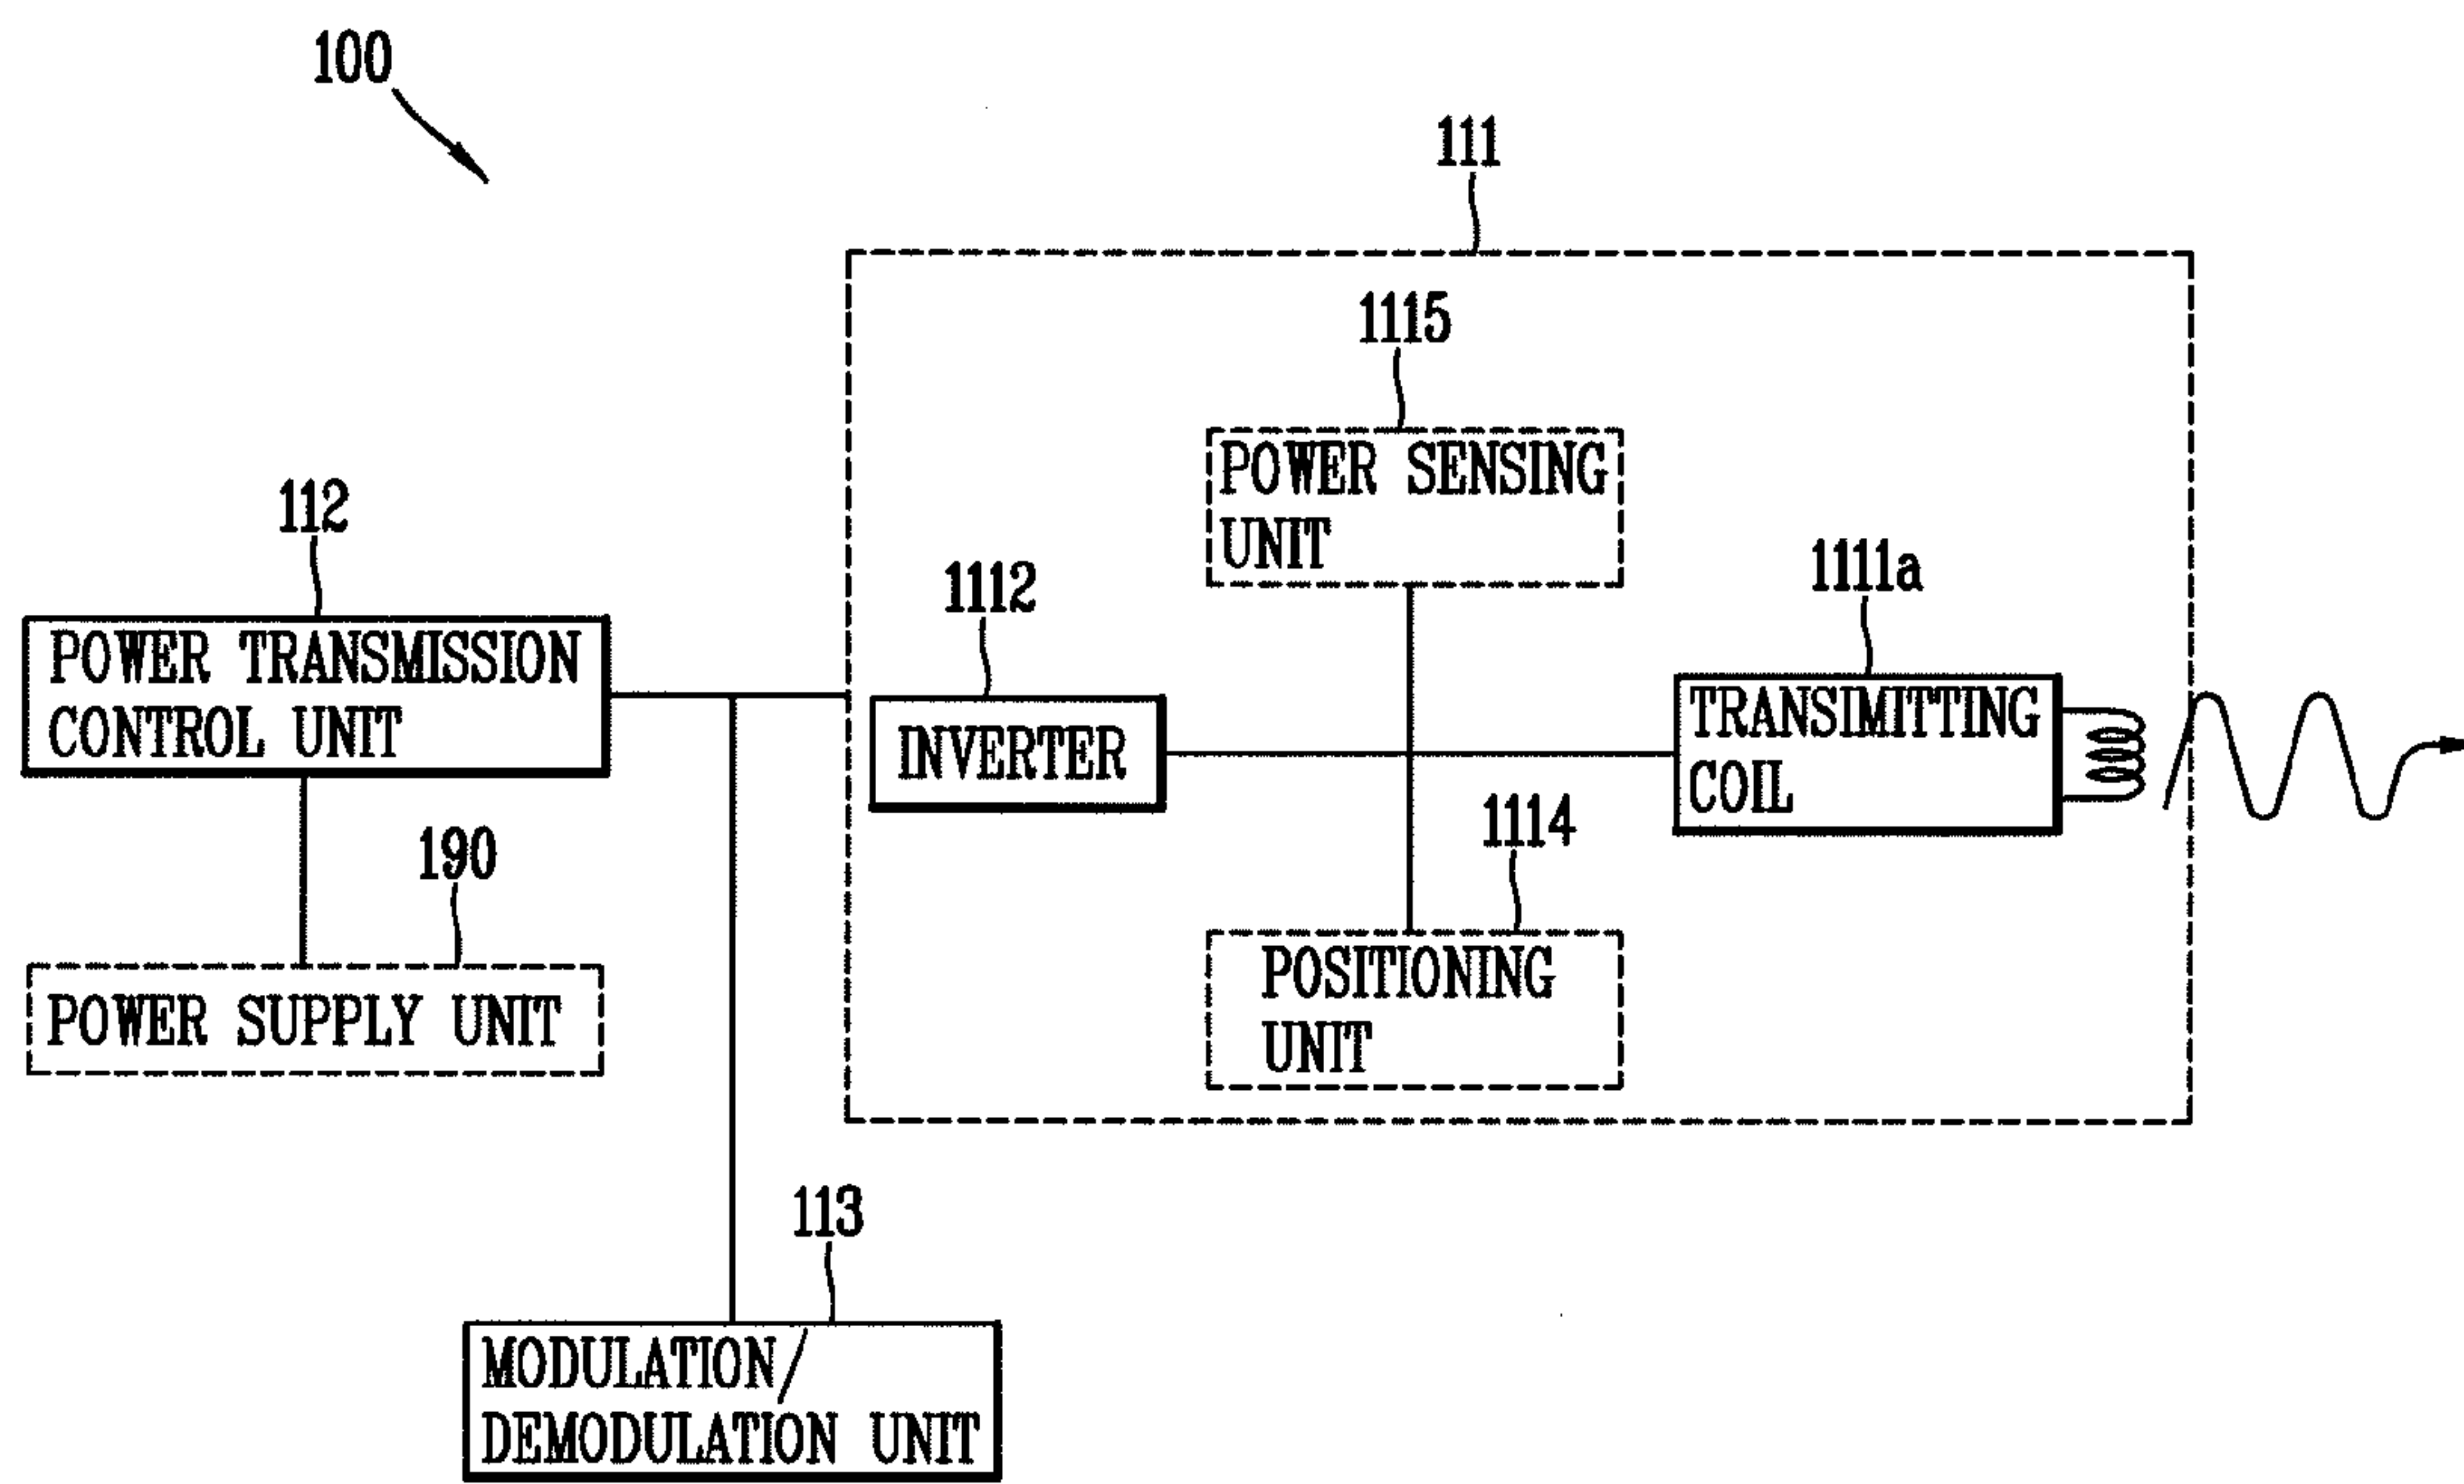 100
111
1115
POWER SENSING
UNIT
112
POWER TRANSMISSION
CONTROL UNIT
1112
INVERTER
1111a
TRANSIMITTING
COIL
190
POWER SUPPLY UNIT
1114
POSITIONING
UNIT
113
MODULATION/
DEMODULATION UNIT